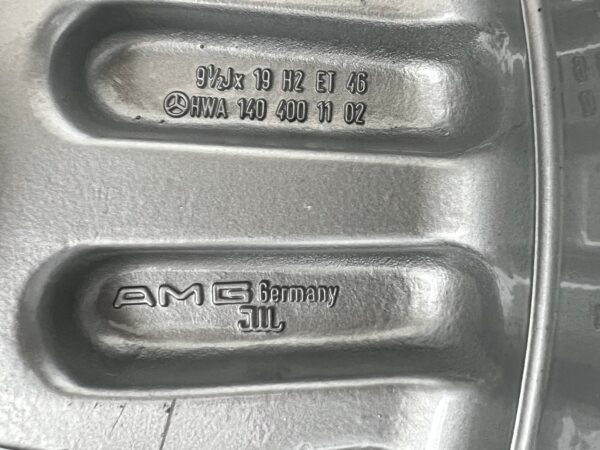 9½Jx 19 H2 ET 46
HWA 140 400 11 02
AMG Germany